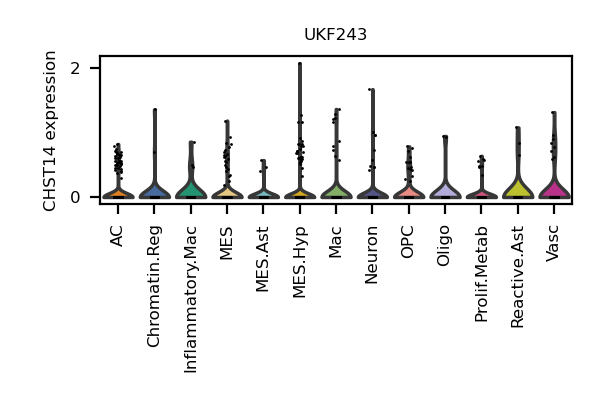 UKF243
CHST14 expression
2
0
AC
Chromatin.Reg
Inflammatory.Mac
MES
MES.Ast
MES.Hyp
Mac
Neuron
OPC
Oligo
Prolif.Metab
Reactive.Ast
Vasc